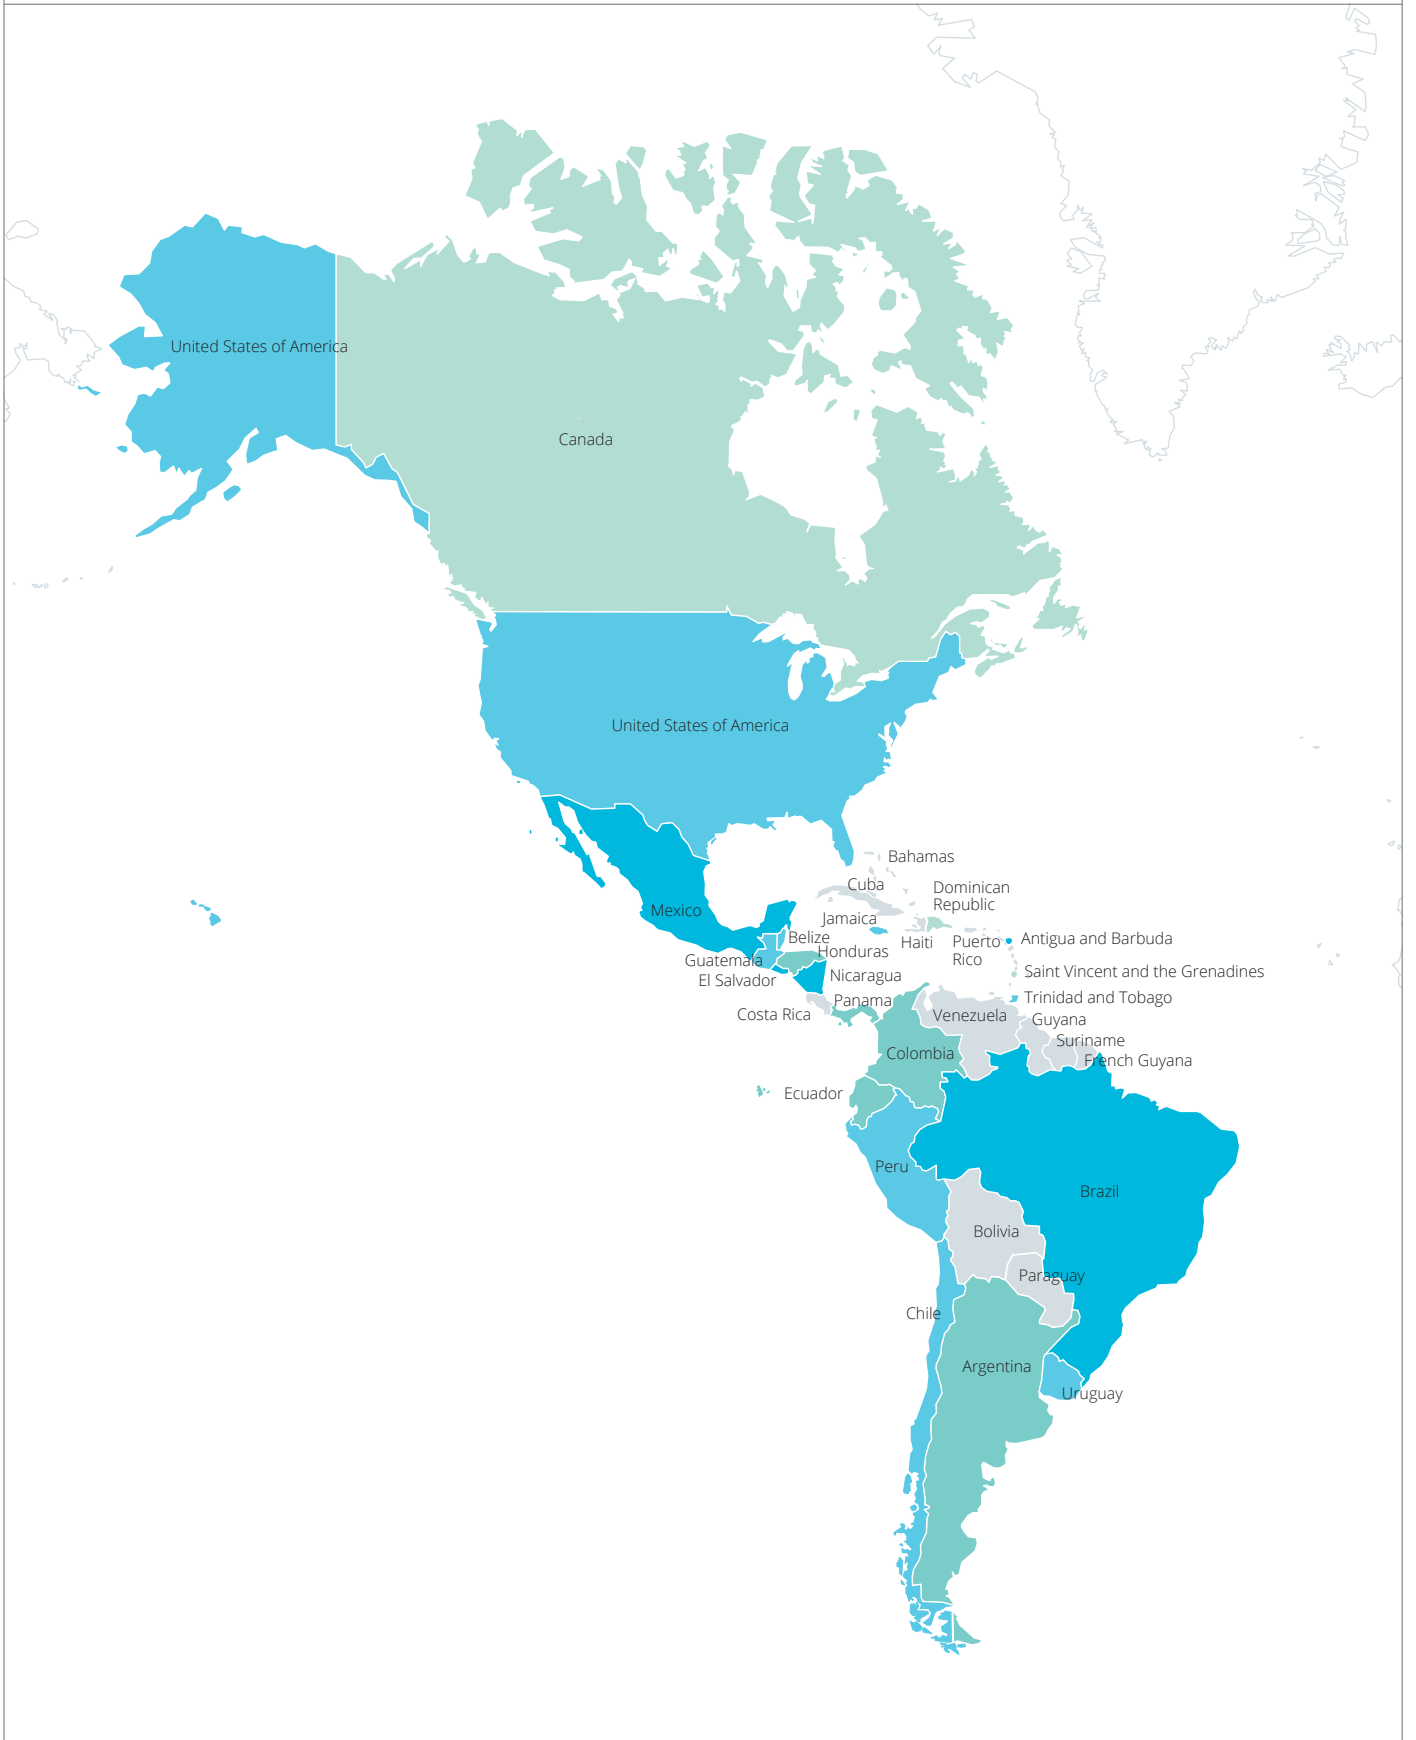 United States of America
Canada
United States of America
Bahamas
Cuba
Dominican
Republic
Mexico
Jamaica
Belize
Haiti
Puerto
Rico
Antigua and Barbuda
Honduras
Guatemala
El Salvador
Nicaragua
Saint Vincent and the Grenadines
Panama
Trinidad and Tobago
Costa Rica
Venezuela
Guyana
Suriname
Colombia
French Guyana
Ecuador
Peru
Brazil
Bolivia
Paraguay
Chile
Argentina
Uruguay